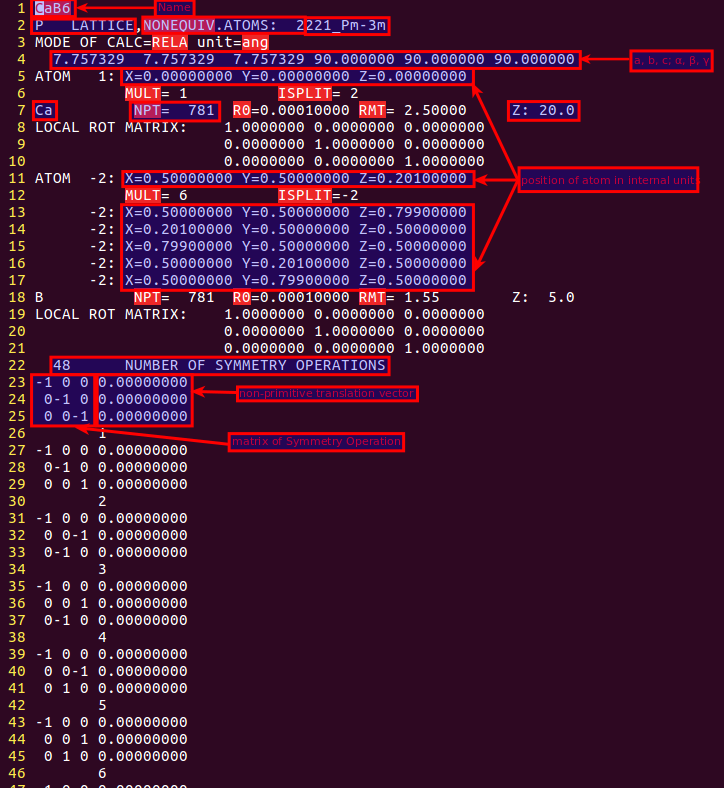 1 CaB6 Name
2 P LATTICE,NONEQUIV.ATOMS: 2221_Pm-3m
3 MODE OF CALC=RELA unit=ang
4 7.757329 7.757329 7.757329 90.000000 90.000000 90.000000 a, b, c; α, β, γ
5 ATOM 1: X=0.00000000 Y=0.00000000 Z=0.00000000
6 MULT= 1 ISPLIT= 2
7 Ca NPT= 781 R0=0.00010000 RMT= 2.50000 Z: 20.0
8 LOCAL ROT MATRIX: 1.0000000 0.0000000 0.0000000
9 0.0000000 1.0000000 0.0000000
10 0.0000000 0.0000000 1.0000000
11 ATOM -2: X=0.50000000 Y=0.50000000 Z=0.20100000 position of atom in internal units
12 MULT= 6 ISPLIT=-2
13 -2: X=0.50000000 Y=0.50000000 Z=0.79900000
14 -2: X=0.20100000 Y=0.50000000 Z=0.50000000
15 -2: X=0.79900000 Y=0.50000000 Z=0.50000000
16 -2: X=0.50000000 Y=0.20100000 Z=0.50000000
17 -2: X=0.50000000 Y=0.79900000 Z=0.50000000
18 B NPT= 781 R0=0.00010000 RMT= 1.55 Z: 5.0
19 LOCAL ROT MATRIX: 1.0000000 0.0000000 0.0000000
20 0.0000000 1.0000000 0.0000000
21 0.0000000 0.0000000 1.0000000
22 48 NUMBER OF SYMMETRY OPERATIONS
23 -1 0 0 0.00000000
24 0-1 0 0.00000000 non-primitive translation vector
25 0 0-1 0.00000000
26 1
27 -1 0 0 0.00000000 matrix of Symmetry Operation
28 0-1 0 0.00000000
29 0 0 1 0.00000000
30 2
31 -1 0 0 0.00000000
32 0 0-1 0.00000000
33 0-1 0 0.00000000
34 3
35 -1 0 0 0.00000000
36 0 0 1 0.00000000
37 0-1 0 0.00000000
38 4
39 -1 0 0 0.00000000
40 0 0-1 0.00000000
41 0 1 0 0.00000000
42 5
43 -1 0 0 0.00000000
44 0 0 1 0.00000000
45 0 1 0 0.00000000
46 6